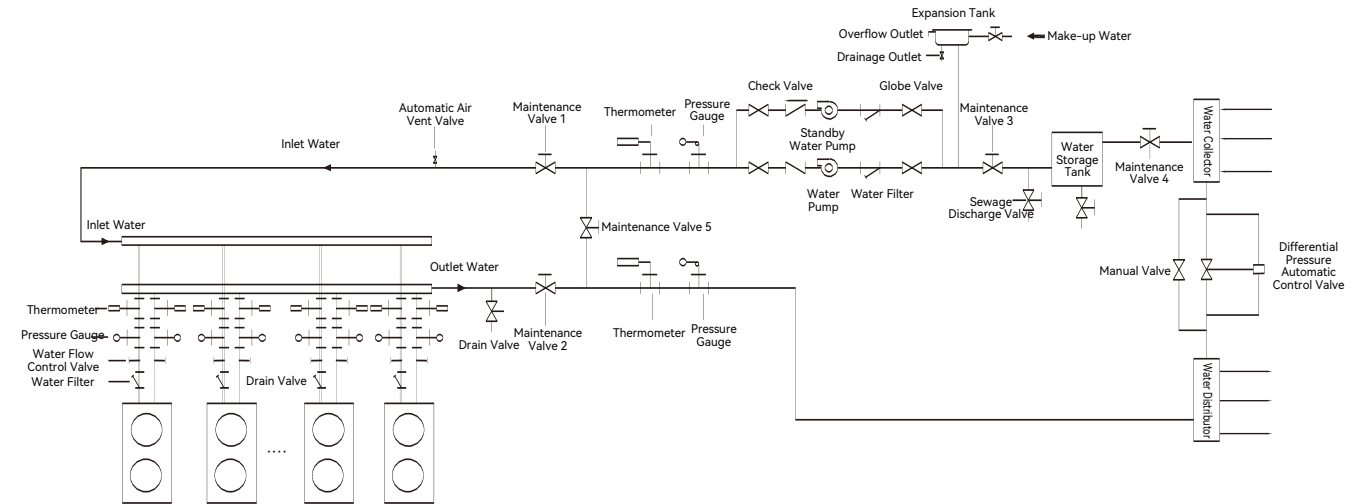 Expansion Tank
Overflow Outlet
Make-up Water
Drainage Outlet
Check Valve
Globe Valve
Automatic Air
Vent Valve
Maintenance
Valve 1
Thermometer
Pressure
Gauge
Maintenance
Valve 3
Standby
Water Pump
Water
Storage
Tank
Water Collector
Inlet Water
Maintenance
Valve 4
Water
Pump
Water Filter
Sewage
Discharge Valve
Inlet Water
Maintenance Valve 5
Outlet Water
Manual Valve
Differential
Pressure
Automatic
Control Valve
Thermometer
Pressure Gauge
Drain Valve
Maintenance
Valve 2
Thermometer
Pressure
Gauge
Water Flow
Control Valve
Water Filter
Drain Valve
Water Distributor
....